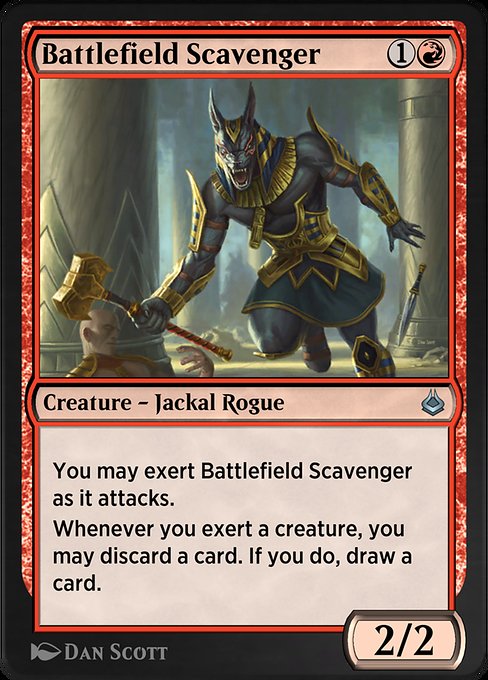 Battlefield Scavenger 1
Creature – Jackal Rogue
You may exert Battlefield Scavenger
as it attacks.
Whenever you exert a creature, you
may discard a card. If you do, draw a
card.
2/2
DAN SCOTT